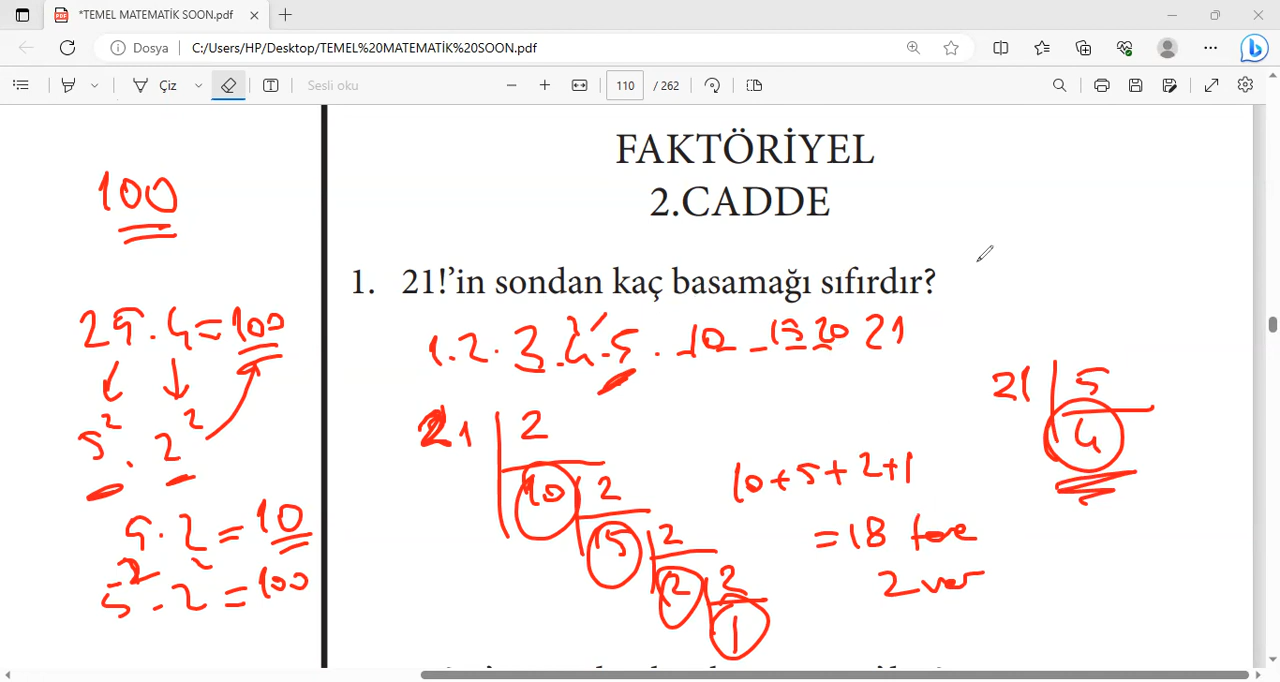 *TEMEL MATEMATİK SOON.pdf
Dosya C:/Users/HP/Desktop/TEMEL%20MATEMATİK%20SOON.pdf
Çiz Sesli oku 110 / 262
FAKTÖRİYEL
2.CADDE
1. 21!'in sondan kaç basamağı sıfırdır?
100
25.4=100
5² . 2²
5.2=10
5².2²=100
1.2.3.4.5. 10 15 20 21
21 2
10 2
5 2
2 2
1
10+5+2+1
=18 tane
2 var
21 5
4